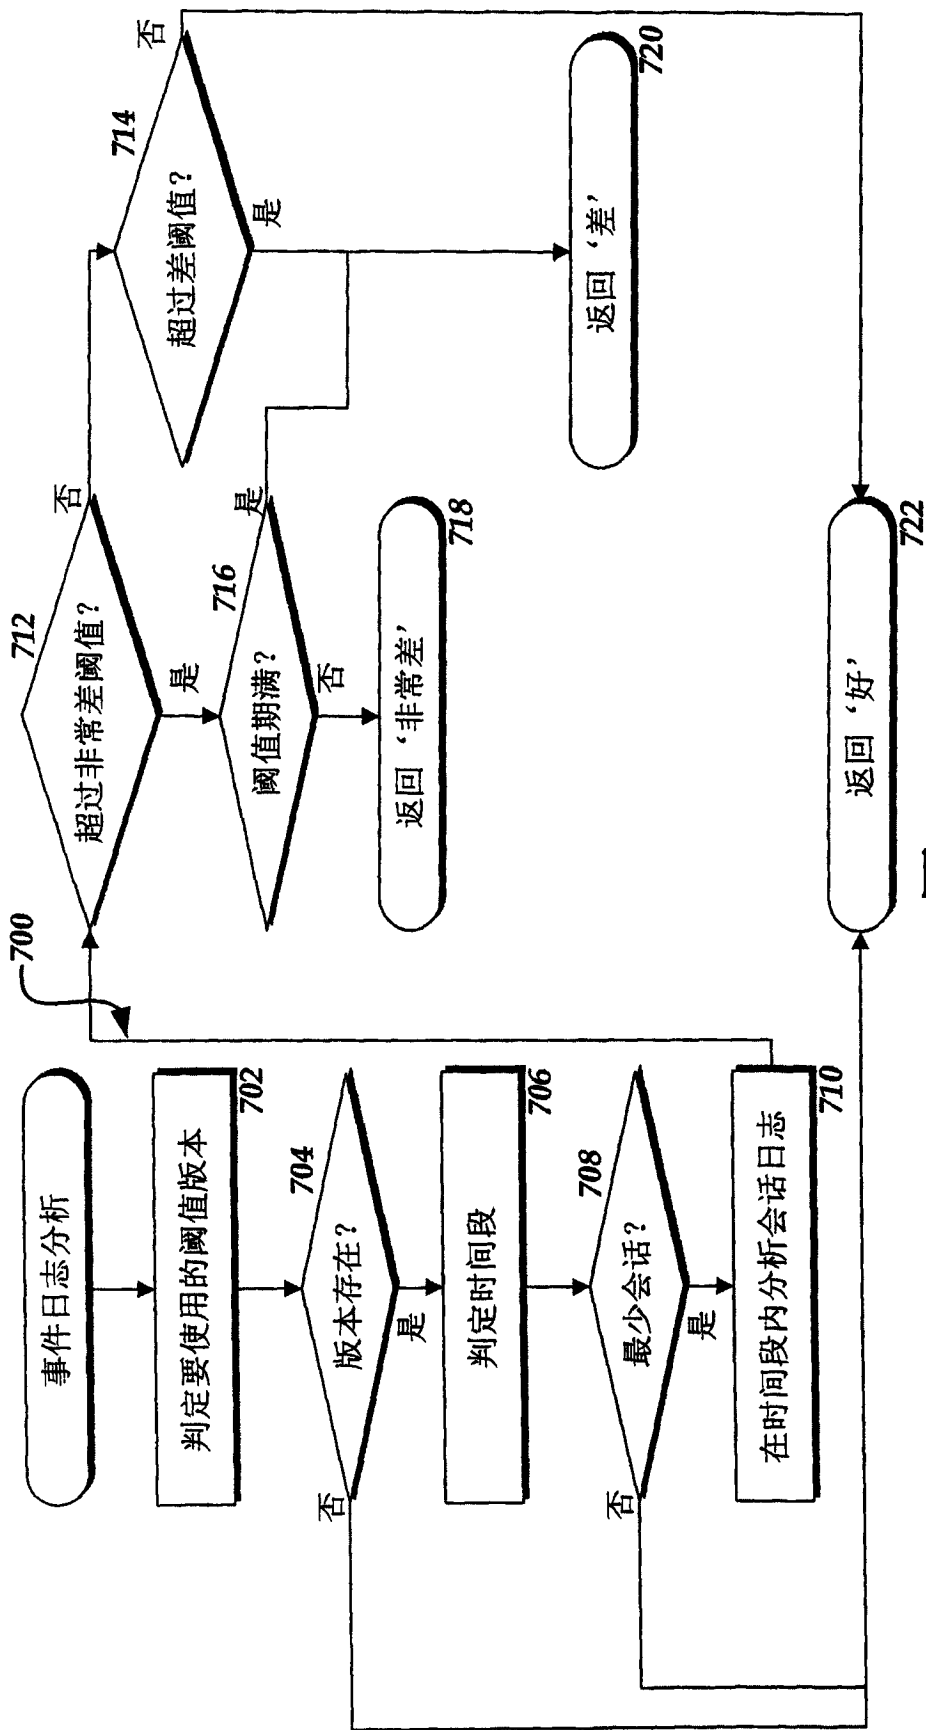 事件日志分析
判定要使用的阈值版本
702
版本存在?
704
否
是
判定时间段
706
最少会话?
708
否
是
在时间段内分析会话日志
710
700
超过非常差阈值?
712
否
是
阈值期满?
716
是
否
返回‘非常差’
718
超过差阈值?
714
否
是
返回‘差’
720
返回‘好’
722